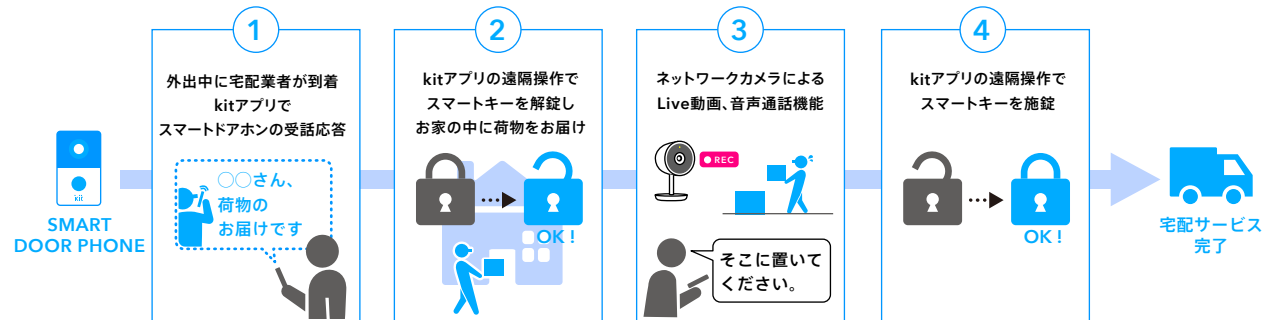 kit
SMART
DOOR PHONE
1
外出中に宅配業者が到着
kitアプリで
スマートドアホンの受話応答
○○さん、
荷物の
お届けです
2
kitアプリの遠隔操作で
スマートキーを解錠し
お家の中に荷物をお届け
OK !
3
ネットワークカメラによる
Live動画、音声通話機能
REC
そこに置いて
ください。
4
kitアプリの遠隔操作で
スマートキーを施錠
OK !
宅配サービス
完了